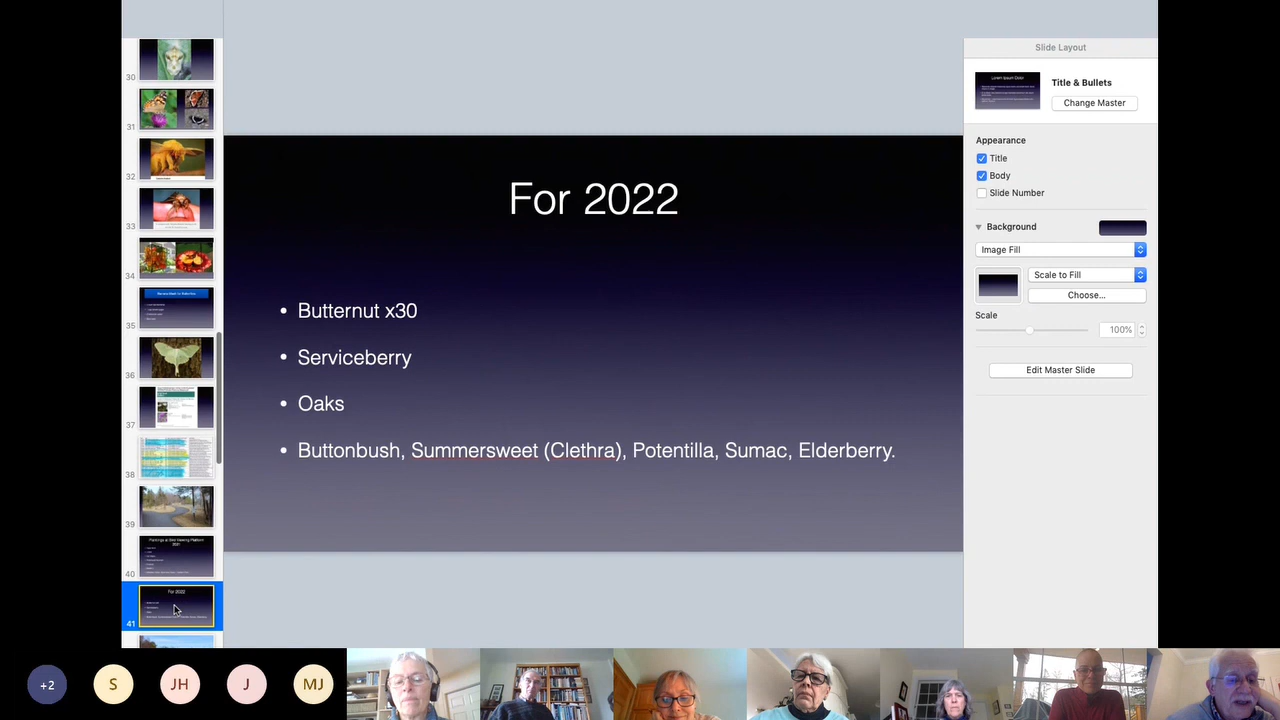 30
31
32
33
34
35
36
37
38
39
40
41
For 2022
For 2022
• Butternut x30
• Serviceberry
• Oaks
• Buttonbush, Summersweet (Clethra), Potentilla, Sumac, Elderberry.
Slide Layout
Title & Bullets
Change Master
Appearance
Title
Body
Slide Number
Background
Image Fill
Scale to Fill
Choose...
Scale
100%
Edit Master Slide
+2
S
JH
J
MJ